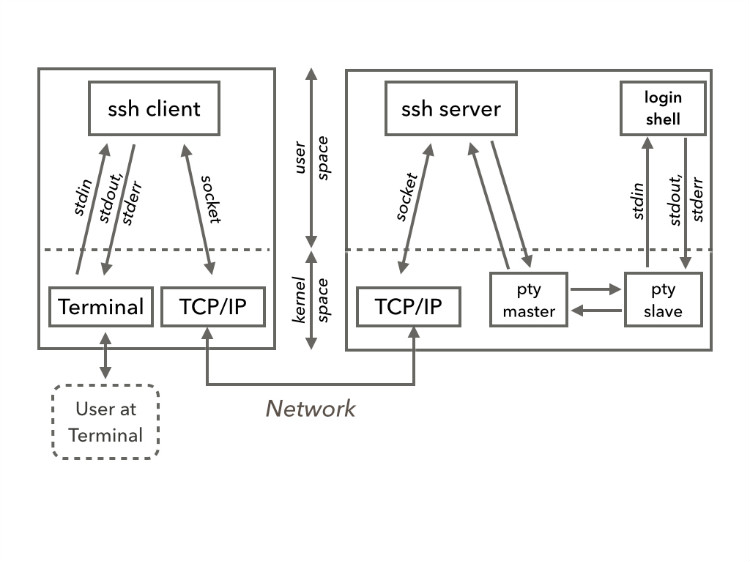 ssh client
stdin
stdout,
stderr
socket
Terminal
TCP/IP
User at
Terminal
user
space
kernel
space
Network
ssh server
login
shell
socket
stdin
stdout,
stderr
TCP/IP
pty
master
pty
slave